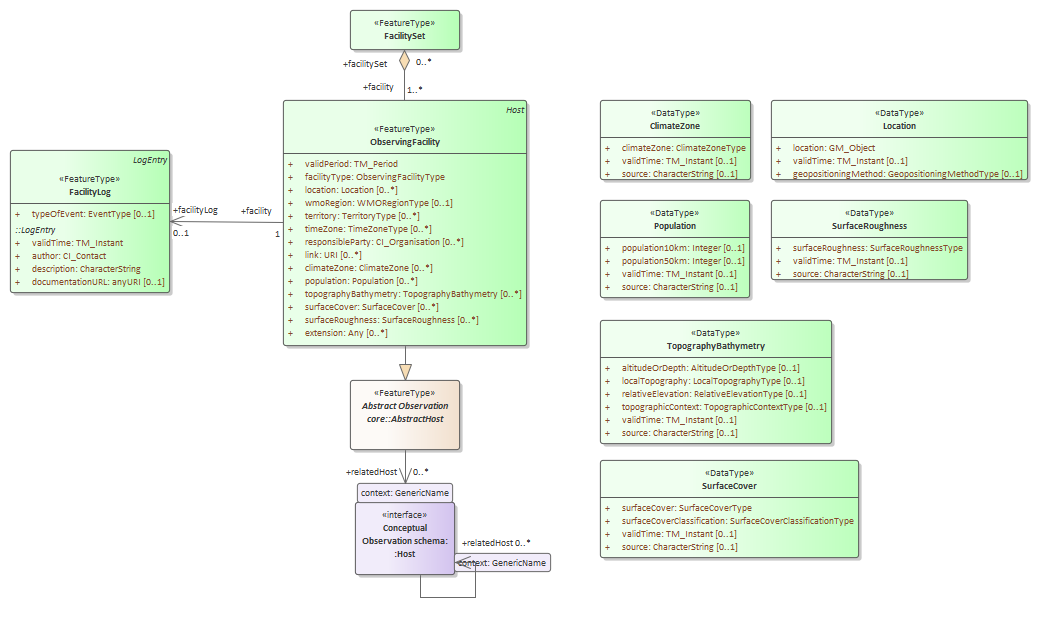 «FeatureType»
FacilitySet
+facilitySet
0..*
+facility
1..*
Host
«FeatureType»
ObservingFacility
+ validPeriod: TM_Period
+ facilityType: ObservingFacilityType
+ location: Location [0..*]
+ wmoRegion: WMORegionType [0..1]
+ territory: TerritoryType [0..*]
+ timeZone: TimeZoneType [0..*]
+ responsibleParty: CI_Organisation [0..*]
+ link: URI [0..*]
+ climateZone: ClimateZone [0..*]
+ population: Population [0..*]
+ topographyBathymetry: TopographyBathymetry [0..*]
+ surfaceCover: SurfaceCover [0..*]
+ surfaceRoughness: SurfaceRoughness [0..*]
+ extension: Any [0..*]
LogEntry
«FeatureType»
FacilityLog
+ typeOfEvent: EventType [0..1]
::LogEntry
+ validTime: TM_Instant
+ author: CI_Contact
+ description: CharacterString
+ documentationURL: anyURI [0..1]
+facilityLog
0..1
+facility
1
«FeatureType»
Abstract Observation
core::AbstractHost
+relatedHost
0..*
context: GenericName
«interface»
Conceptual
Observation schema:
:Host
+relatedHost 0..*
context: GenericName
«DataType»
ClimateZone
+ climateZone: ClimateZoneType
+ validTime: TM_Instant [0..1]
+ source: CharacterString [0..1]
«DataType»
Location
+ location: GM_Object
+ validTime: TM_Instant [0..1]
+ geopositioningMethod: GeopositioningMethodType [0..1]
«DataType»
Population
+ population10km: Integer [0..1]
+ population50km: Integer [0..1]
+ validTime: TM_Instant [0..1]
+ source: CharacterString [0..1]
«DataType»
SurfaceRoughness
+ surfaceRoughness: SurfaceRoughnessType
+ validTime: TM_Instant [0..1]
+ source: CharacterString [0..1]
«DataType»
TopographyBathymetry
+ altitudeOrDepth: AltitudeOrDepthType [0..1]
+ localTopography: LocalTopographyType [0..1]
+ relativeElevation: RelativeElevationType [0..1]
+ topographicContext: TopographicContextType [0..1]
+ validTime: TM_Instant [0..1]
+ source: CharacterString [0..1]
«DataType»
SurfaceCover
+ surfaceCover: SurfaceCoverType
+ surfaceCoverClassification: SurfaceCoverClassificationType
+ validTime: TM_Instant [0..1]
+ source: CharacterString [0..1]